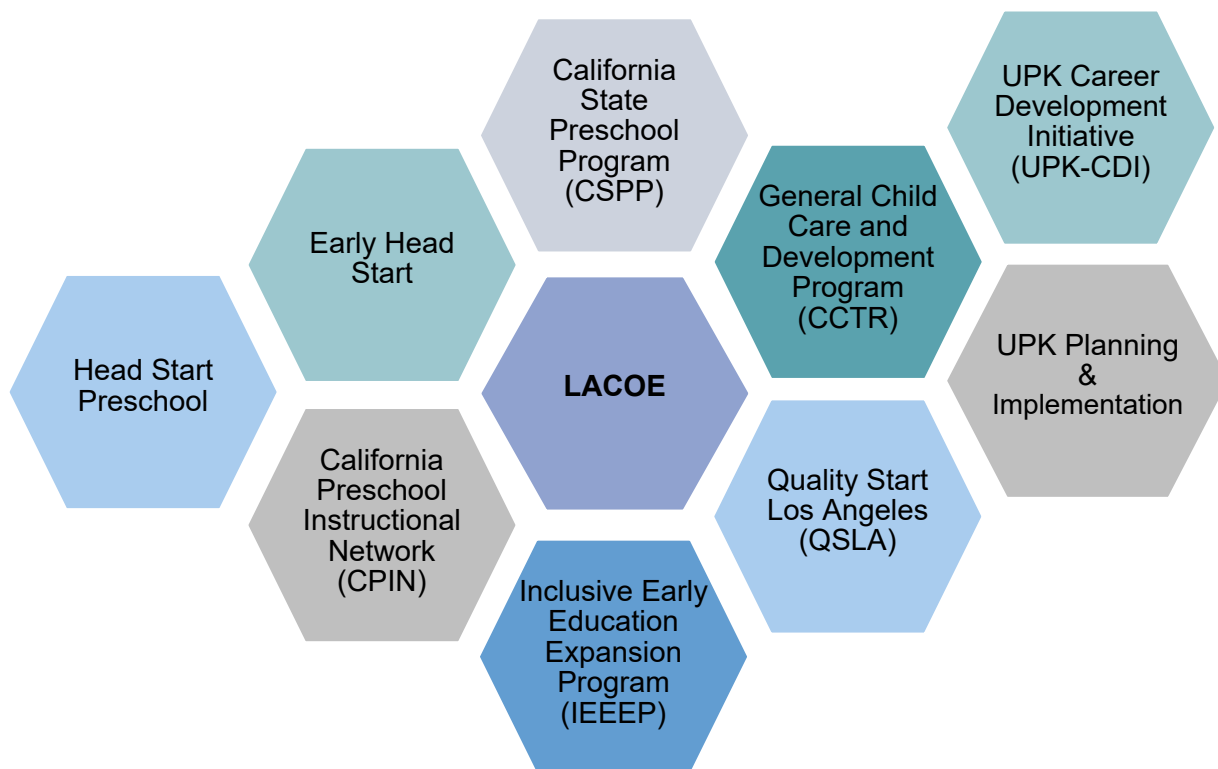 California
State
Preschool
Program
(CSPP)
UPK Career
Development
Initiative
(UPK-CDI)
General Child
Care and
Development
Program
(CCTR)
Early Head
Start
Head Start
Preschool
LACOE
UPK Planning
&
Implementation
California
Preschool
Instructional
Network
(CPIN)
Quality Start
Los Angeles
(QSLA)
Inclusive Early
Education
Expansion
Program
(IEEEP)